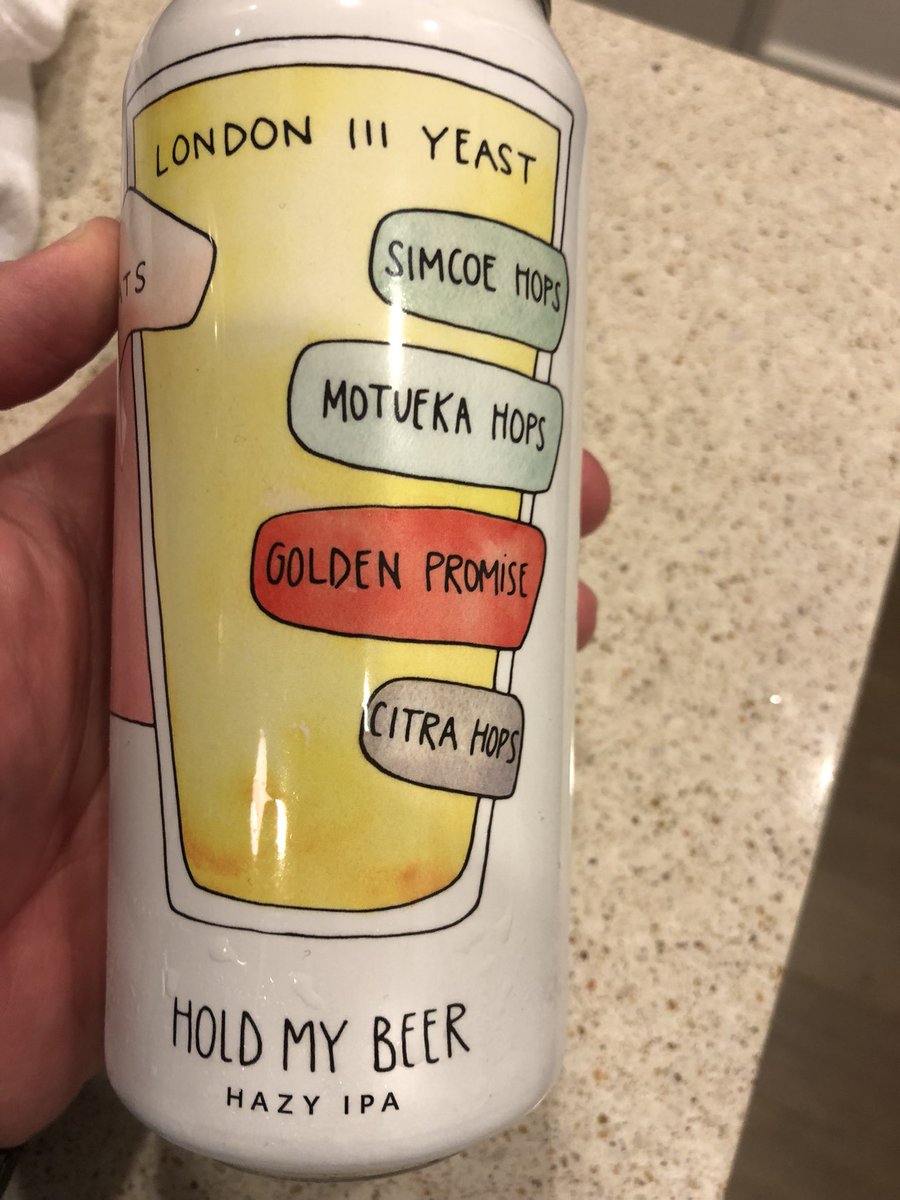 LONDON III YEAST
SIMCOE HOPS
MOTUEKA HOPS
GOLDEN PROMISE
CITRA HOPS
HOLD MY BEER
HAZY IPA